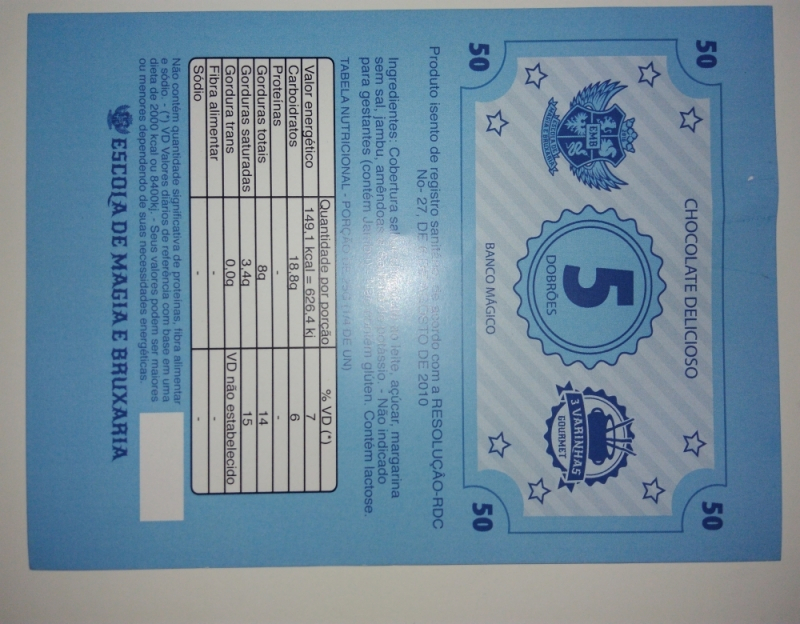 50 50
CHOCOLATE DELICIOSO
EMB
5
DOBRÕES
3 VARINHAS
GOURMET
BANCO MÁGICO
50 50
Produto isento de registro com a RESOLUÇÃO-RDC
No- 27, DE DE 2010
Ingredientes: Cobertura leite, açúcar, margarina
sem sal, jambu, amêndoas - Não indicado
para gestantes (contém glúten. Contém lactose.
TABELA NUTRICIONAL - PORÇÃO DE UN)
Quantidade por porção % VD (*)
Valor energético 149.1 kcal = 626.4 kj 7
Carboidratos 18.8g 6
Proteínas - -
Gorduras totais 8g 14
Gorduras saturadas 3.4g 15
Gordura trans 0,0g VD não estabelecido
Fibra alimentar - -
Sódio - -
Não contém quantidade significativa de proteínas, fibra alimentar
e sódio. - (*) VD Valores diários de referência com base em uma
dieta de 2000 kcal ou 8400kj. - Seus valores podem ser maiores
ou menores dependendo de suas necessidades energéticas.
ESCOLA DE MAGIA E BRUXARIA